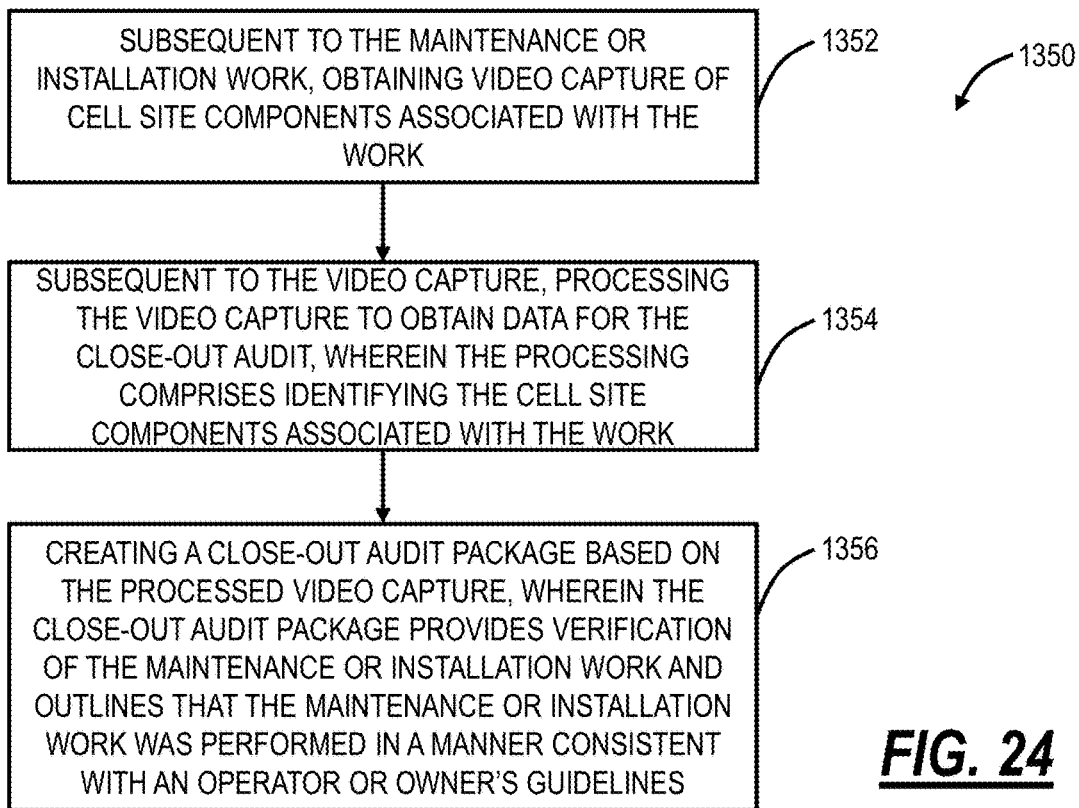 SUBSEQUENT TO THE MAINTENANCE OR
INSTALLATION WORK, OBTAINING VIDEO CAPTURE OF
CELL SITE COMPONENTS ASSOCIATED WITH THE
WORK
1352
1350
SUBSEQUENT TO THE VIDEO CAPTURE, PROCESSING
THE VIDEO CAPTURE TO OBTAIN DATA FOR THE
CLOSE-OUT AUDIT, WHEREIN THE PROCESSING
COMPRISES IDENTIFYING THE CELL SITE
COMPONENTS ASSOCIATED WITH THE WORK
1354
CREATING A CLOSE-OUT AUDIT PACKAGE BASED ON
THE PROCESSED VIDEO CAPTURE, WHEREIN THE
CLOSE-OUT AUDIT PACKAGE PROVIDES VERIFICATION
OF THE MAINTENANCE OR INSTALLATION WORK AND
OUTLINES THAT THE MAINTENANCE OR INSTALLATION
WORK WAS PERFORMED IN A MANNER CONSISTENT
WITH AN OPERATOR OR OWNER'S GUIDELINES
1356
FIG. 24